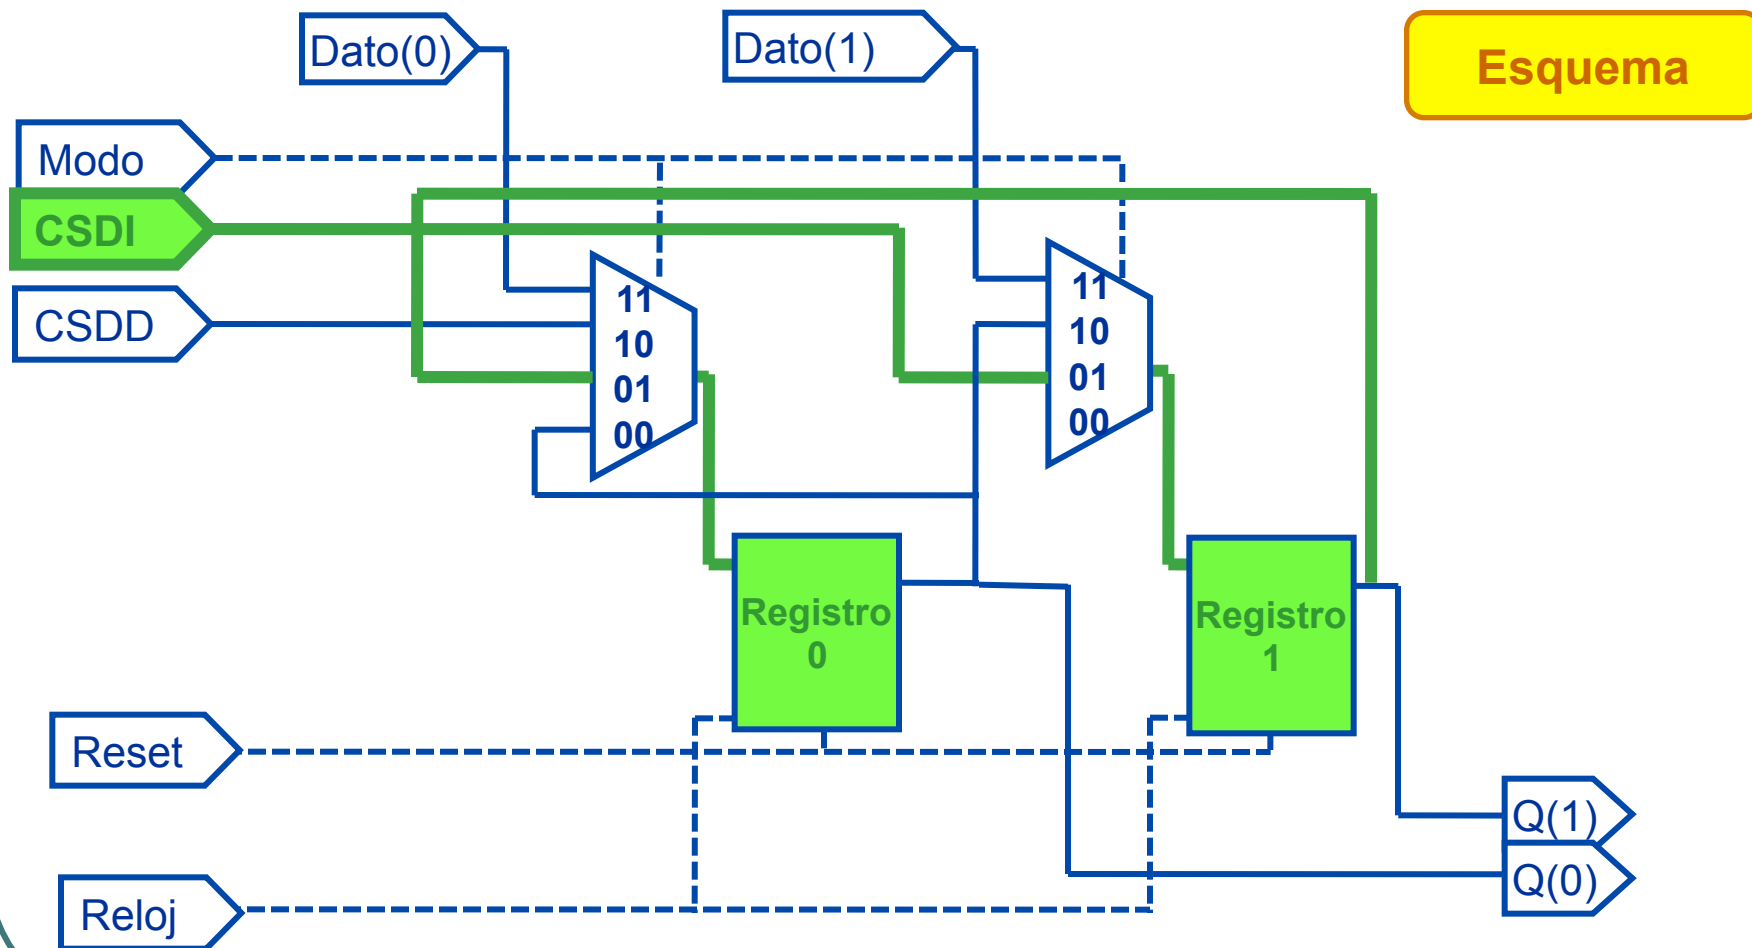 Dato(0)
Dato(1)
Esquema
Modo
CSDI
CSDD
11
10
01
00
11
10
01
00
Registro
0
Registro
1
Reset
Reloj
Q(1)
Q(0)